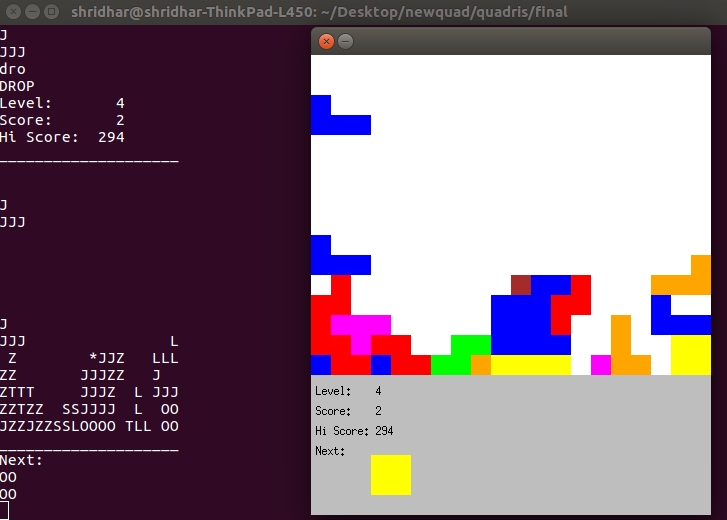 shridhar@shridhar-ThinkPad-L450: ~/Desktop/newquad/quadris/final
J
JJJ
dro
DROP
Level:       4
Score:       2
Hi Score:  294
____________________
J
JJJ
J
JJJ                L
 Z        *JJZ   LLL
ZZ       JJJZZ   J
ZTTT     JJJZ  L JJJ
ZZTZZ  SSJJJJ  L  OO
JZZJZZSSLOOOO TLL OO
____________________
Next:
OO
OO
Level:    4
Score:    2
Hi Score: 294
Next: